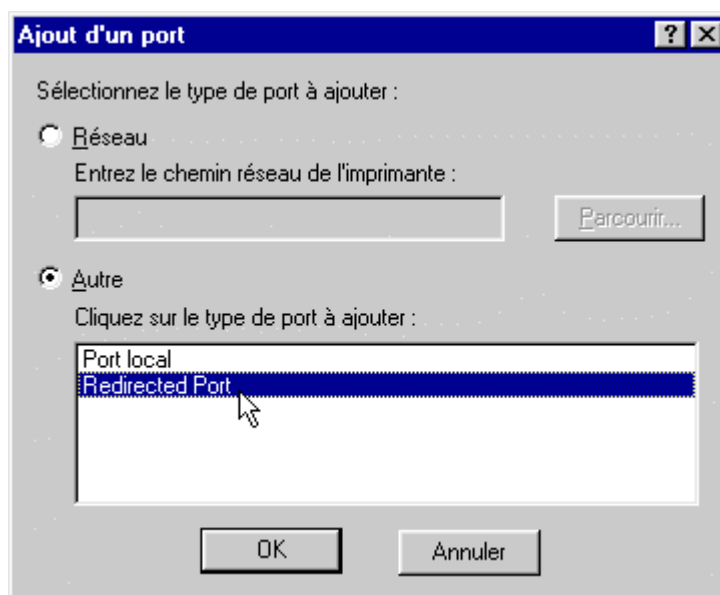 Ajout d'un port
Sélectionnez le type de port à ajouter :
Réseau
Entrez le chemin réseau de l'imprimante :
Parcourir...
Autre
Cliquez sur le type de port à ajouter :
Port local
Redirected Port
OK
Annuler